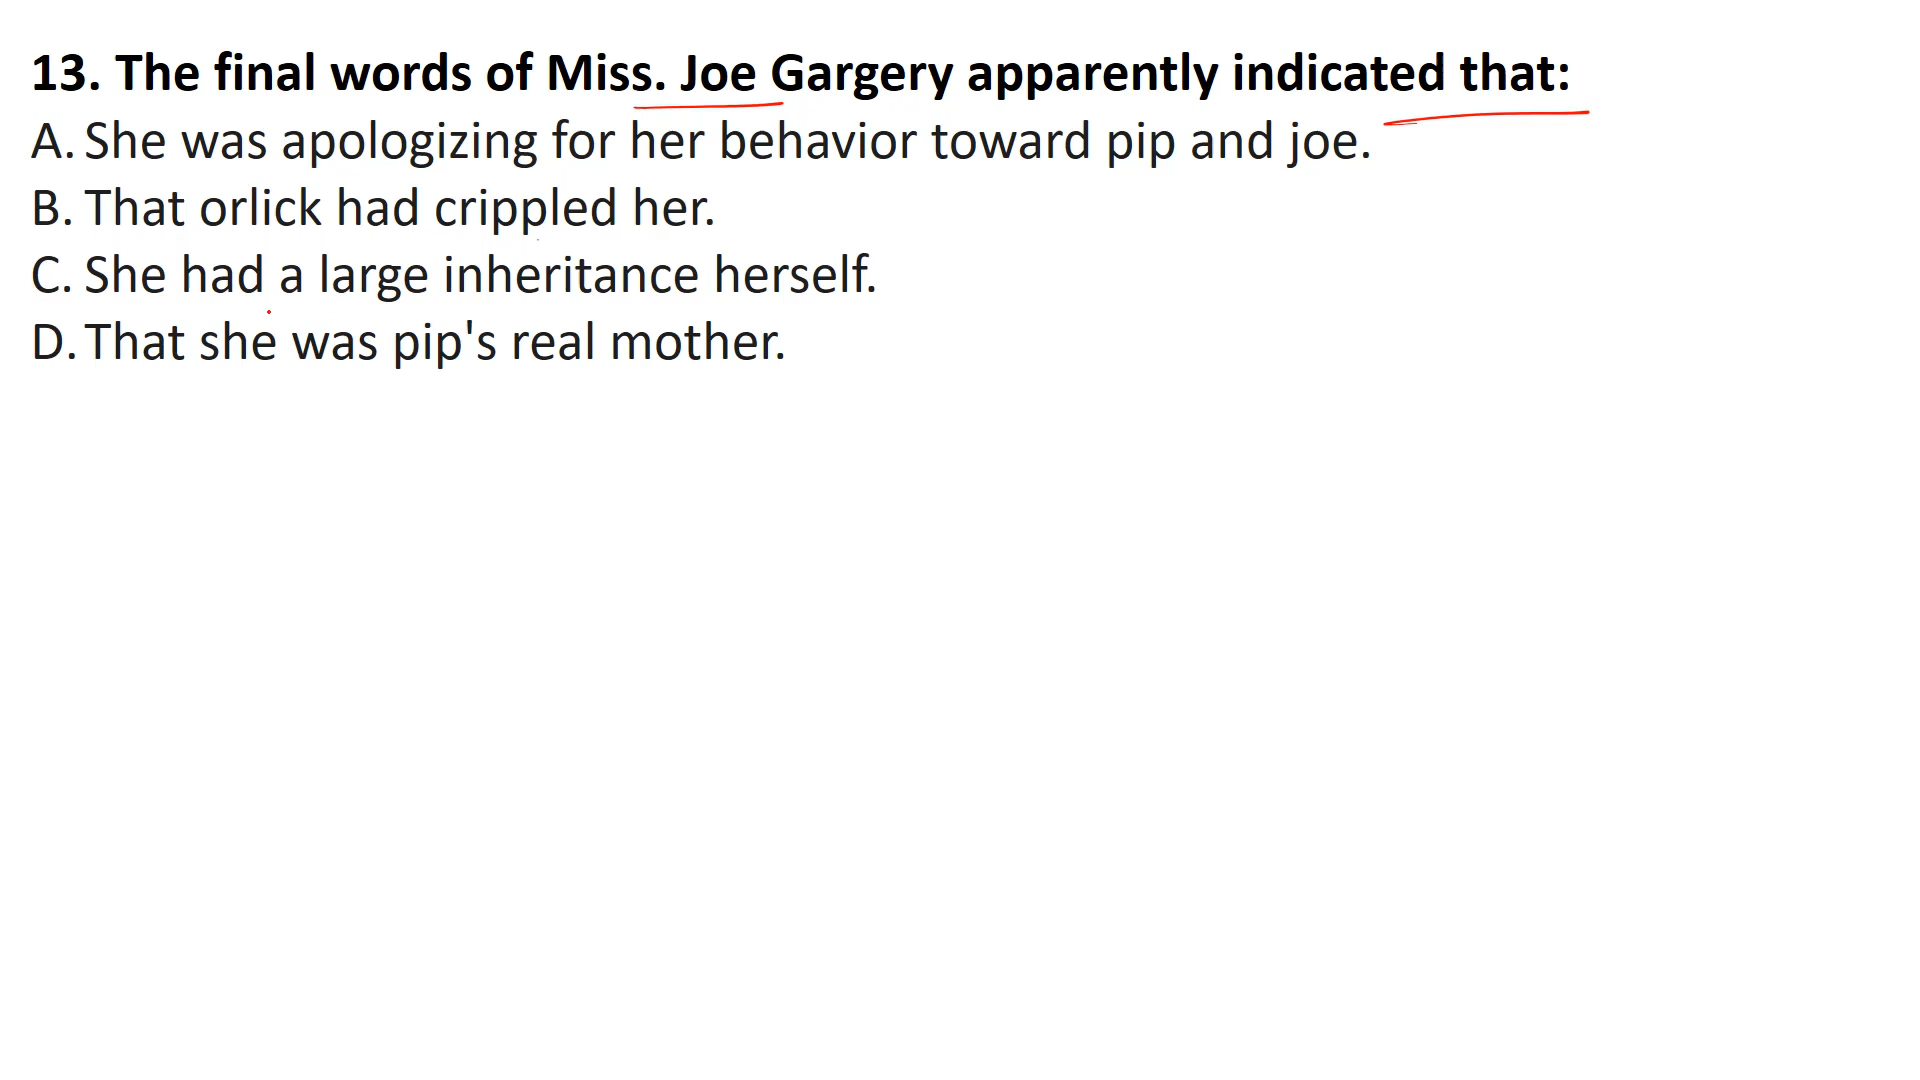 13. The final words of Miss. Joe Gargery apparently indicated that:
A. She was apologizing for her behavior toward pip and joe.
B. That orlick had crippled her.
C. She had a large inheritance herself.
D. That she was pip's real mother.